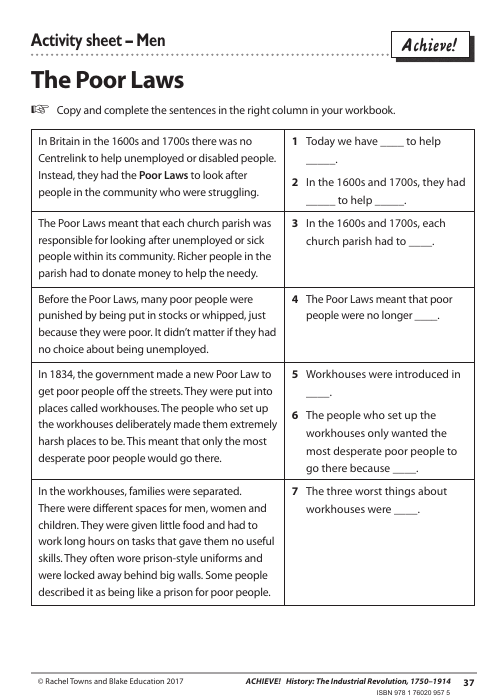 Activity sheet – Men
Achieve!
The Poor Laws
Copy and complete the sentences in the right column in your workbook.
In Britain in the 1600s and 1700s there was no
Centrelink to help unemployed or disabled people.
Instead, they had the Poor Laws to look after
people in the community who were struggling.
1 Today we have ____ to help
_____.
2 In the 1600s and 1700s, they had
_____ to help _____.
The Poor Laws meant that each church parish was
responsible for looking after unemployed or sick
people within its community. Richer people in the
parish had to donate money to help the needy.
3 In the 1600s and 1700s, each
church parish had to ____.
Before the Poor Laws, many poor people were
punished by being put in stocks or whipped, just
because they were poor. It didn't matter if they had
no choice about being unemployed.
4 The Poor Laws meant that poor
people were no longer ____.
In 1834, the government made a new Poor Law to
get poor people off the streets. They were put into
places called workhouses. The people who set up
the workhouses deliberately made them extremely
harsh places to be. This meant that only the most
desperate poor people would go there.
5 Workhouses were introduced in
____.
6 The people who set up the
workhouses only wanted the
most desperate poor people to
go there because ____.
In the workhouses, families were separated.
There were different spaces for men, women and
children. They were given little food and had to
work long hours on tasks that gave them no useful
skills. They often wore prison-style uniforms and
were locked away behind big walls. Some people
described it as being like a prison for poor people.
7 The three worst things about
workhouses were ____.
© Rachel Towns and Blake Education 2017
ACHIEVE! History: The Industrial Revolution, 1750–1914 37
ISBN 978 1 76020 957 5